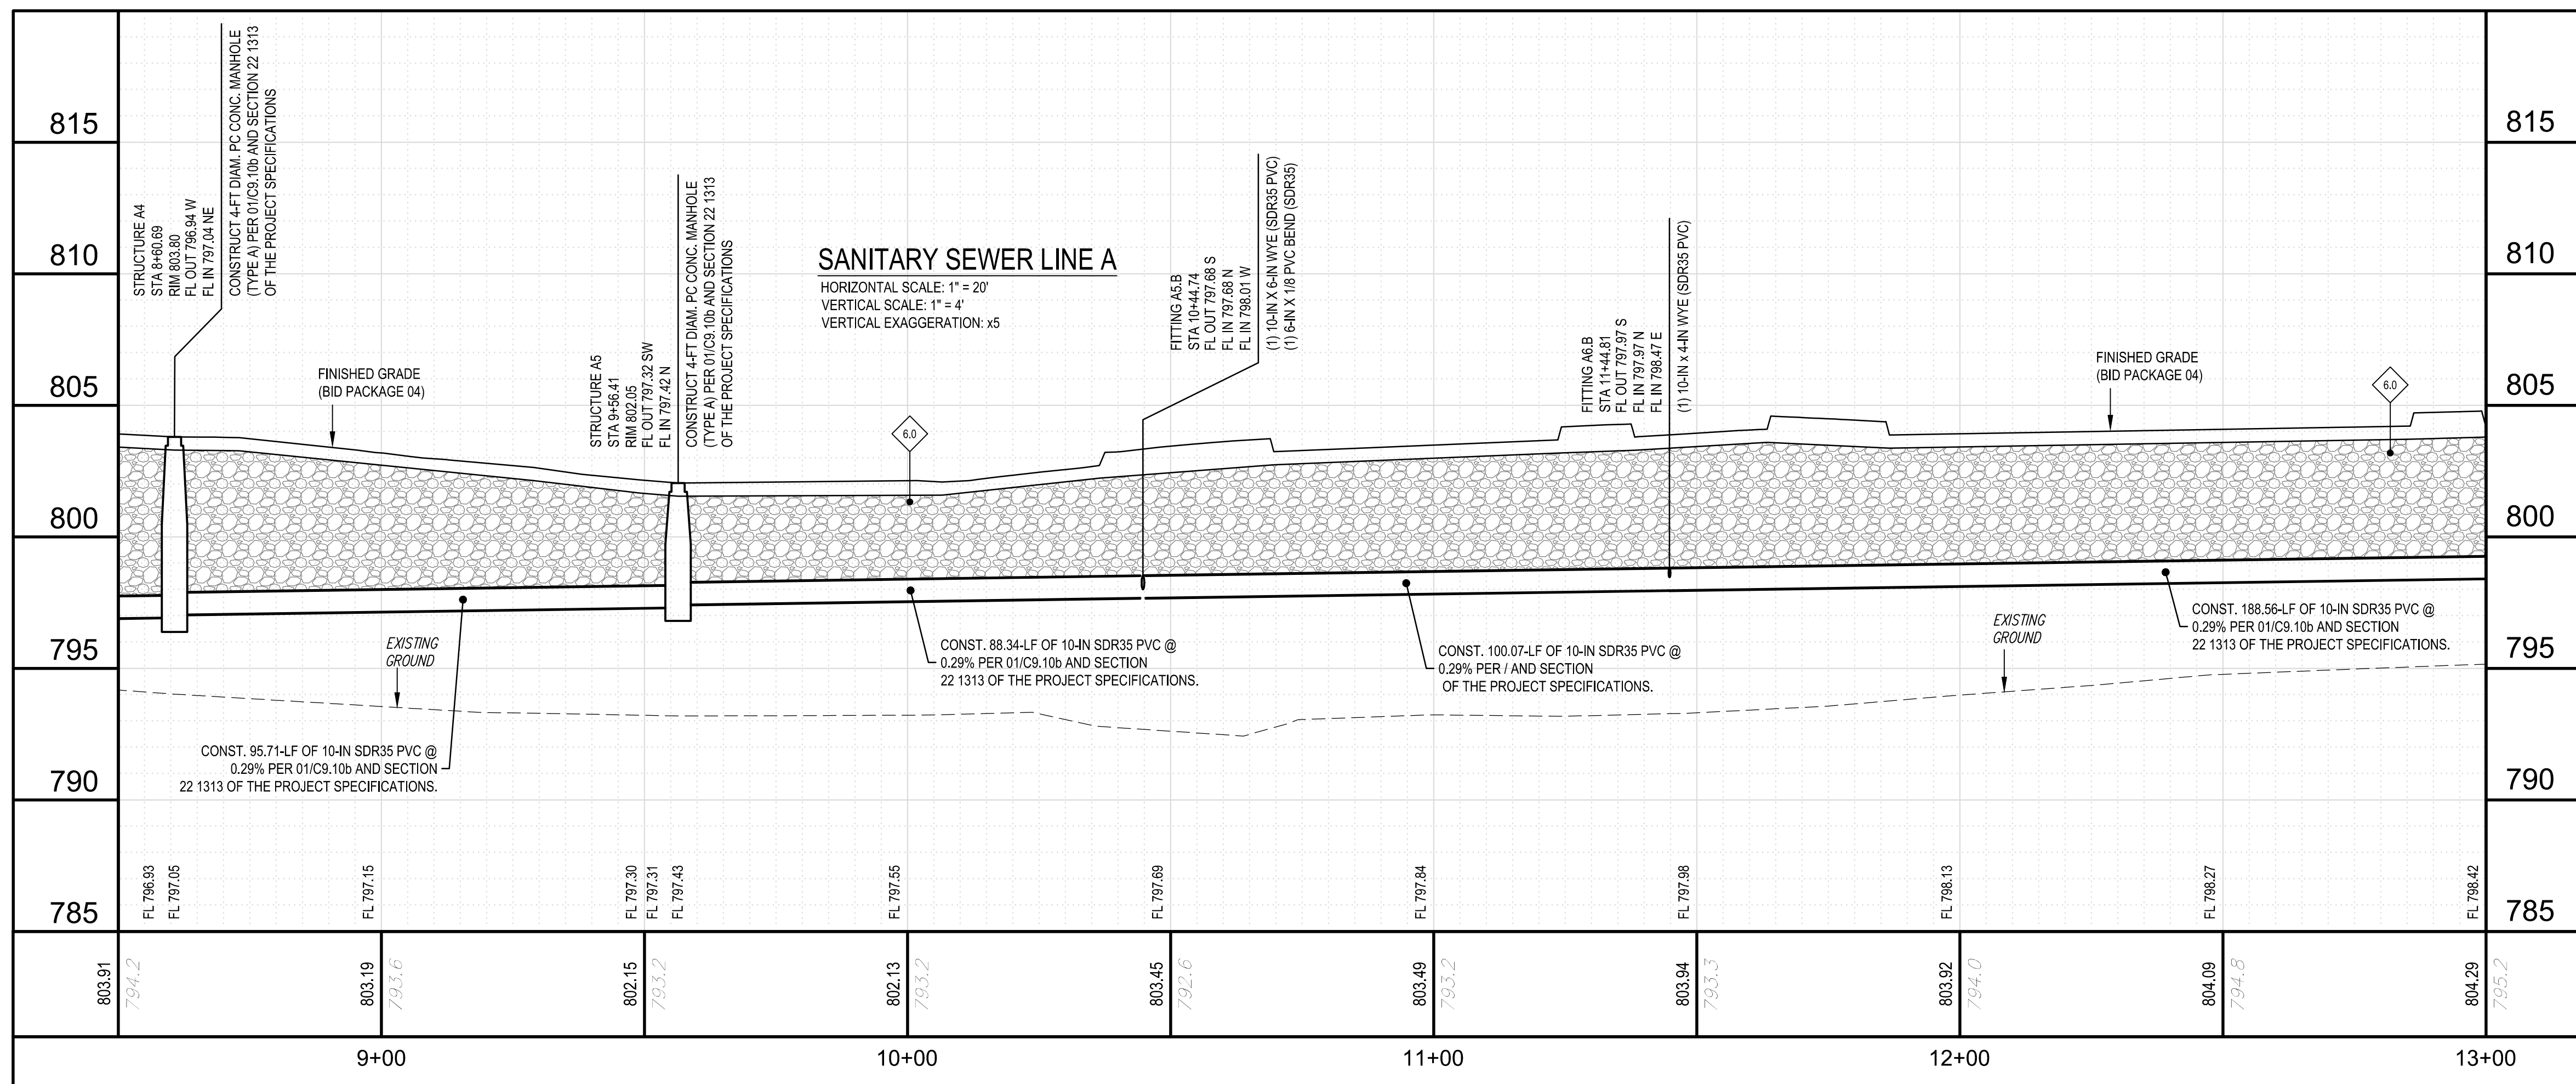 815
810
805
800
795
790
785
STRUCTURE A4
STA 8+60.69
RIM 803.80
FL OUT 796.94 W
FL IN 797.04 NE
CONSTRUCT 4-FT DIAM. PC CONC. MANHOLE
(TYPE A) PER 01/C9.10b AND SECTION 22 1313
OF THE PROJECT SPECIFICATIONS
FINISHED GRADE
(BID PACKAGE 04)
STRUCTURE A5
STA 9+56.41
RIM 802.05
FL OUT 797.32 SW
FL IN 797.42 N
CONSTRUCT 4-FT DIAM. PC CONC. MANHOLE
(TYPE A) PER 01/C9.10b AND SECTION 22 1313
OF THE PROJECT SPECIFICATIONS
SANITARY SEWER LINE A
HORIZONTAL SCALE: 1" = 20'
VERTICAL SCALE: 1" = 4'
VERTICAL EXAGGERATION: x5
6.0
FITTING A5.B
STA 10+44.74
FL OUT 797.68 S
FL IN 797.68 N
FL IN 798.01 W
(1) 10-IN X 6-IN WYE (SDR35 PVC)
(1) 6-IN X 1/8 PVC BEND (SDR35)
FITTING A6.B
STA 11+44.81
FL OUT 797.97 S
FL IN 797.97 N
FL IN 798.47 E
(1) 10-IN x 4-IN WYE (SDR35 PVC)
FINISHED GRADE
(BID PACKAGE 04)
6.0
815
810
805
800
795
790
785
EXISTING
GROUND
CONST. 95.71-LF OF 10-IN SDR35 PVC @
0.29% PER 01/C9.10b AND SECTION
22 1313 OF THE PROJECT SPECIFICATIONS.
CONST. 88.34-LF OF 10-IN SDR35 PVC @
0.29% PER 01/C9.10b AND SECTION
22 1313 OF THE PROJECT SPECIFICATIONS.
CONST. 100.07-LF OF 10-IN SDR35 PVC @
0.29% PER / AND SECTION
OF THE PROJECT SPECIFICATIONS.
EXISTING
GROUND
CONST. 188.56-LF OF 10-IN SDR35 PVC @
0.29% PER 01/C9.10b AND SECTION
22 1313 OF THE PROJECT SPECIFICATIONS.
FL 796.93
FL 797.05
FL 797.15
FL 797.30
FL 797.31
FL 797.43
FL 797.55
FL 797.69
FL 797.84
FL 797.98
FL 798.13
FL 798.27
FL 798.42
803.91
794.2
803.19
793.6
802.15
793.2
802.13
793.2
803.45
792.6
803.49
793.2
803.94
793.3
803.92
794.0
804.09
794.8
804.29
795.2
9+00
10+00
11+00
12+00
13+00